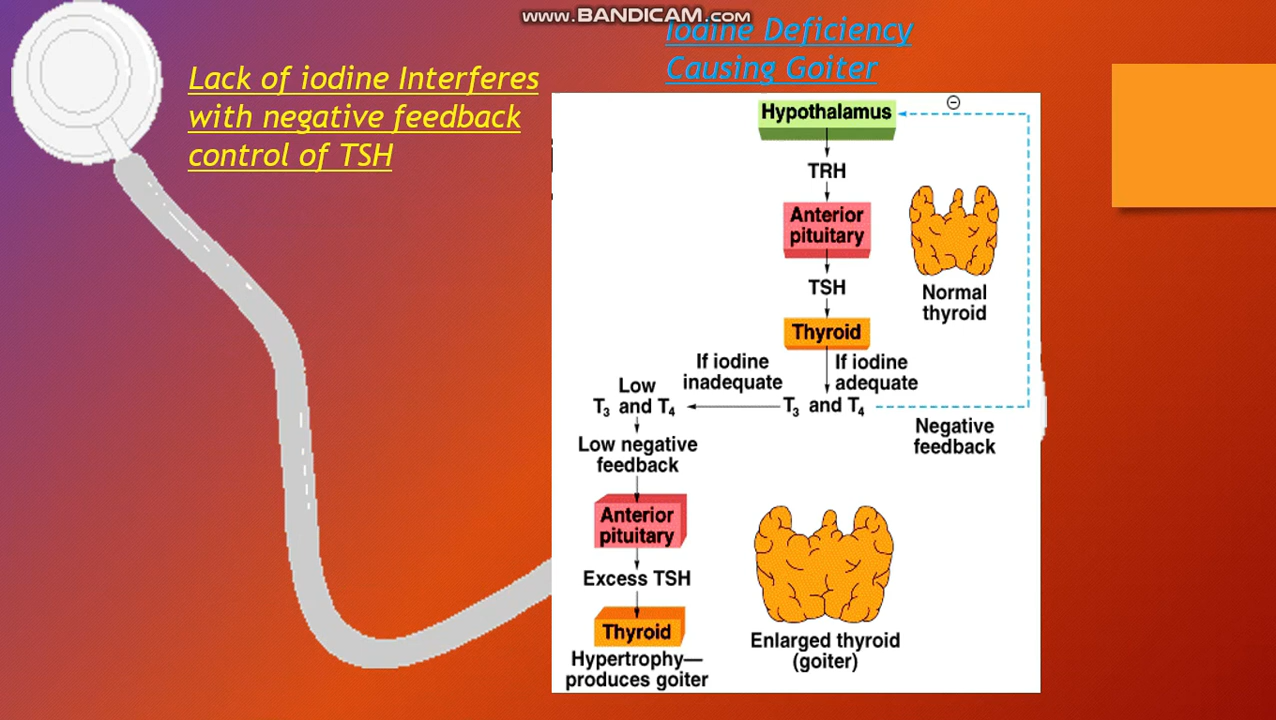 www.BANDICAM.com
Iodine Deficiency
Causing Goiter
Lack of iodine Interferes
with negative feedback
control of TSH
Hypothalamus
TRH
Anterior
pituitary
TSH
Thyroid
Normal
thyroid
If iodine
inadequate
If iodine
adequate
T₃ and T₄
Negative
feedback
Low
T₃ and T₄
Low negative
feedback
Anterior
pituitary
Excess TSH
Thyroid
Hypertrophy—
produces goiter
Enlarged thyroid
(goiter)